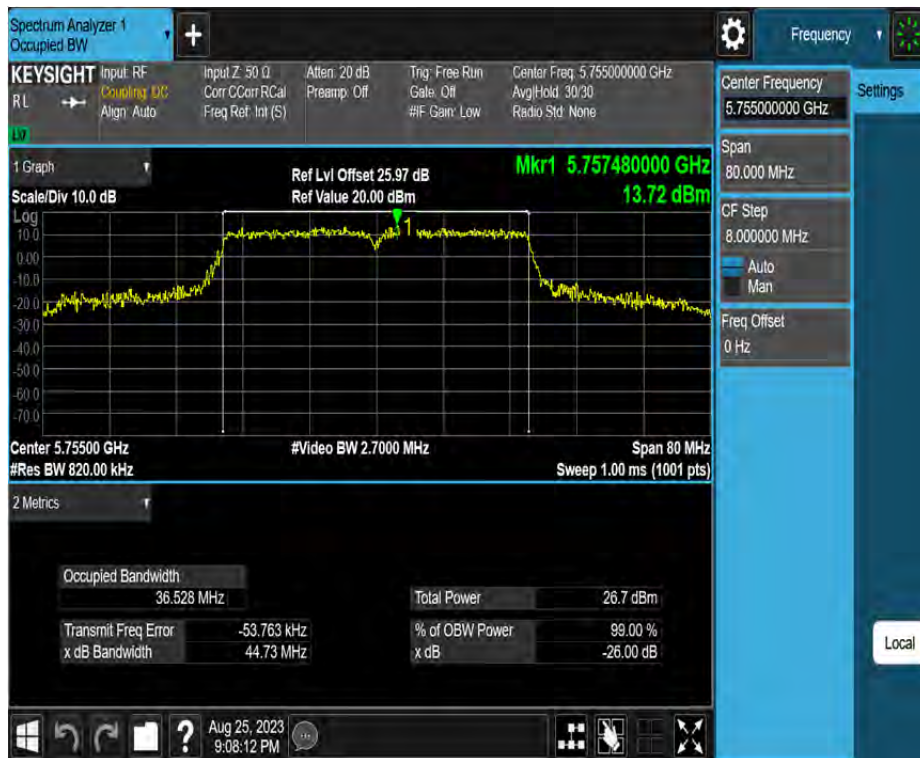 Spectrum Analyzer 1
Occupied BW
+
Frequency
KEYSIGHT
RL
LXI
Input: RF
Coupling: DC
Align: Auto
Input Z: 50 Ω
Corr CCorr RCal
Freq Ref: Int (S)
Atten: 20 dB
Preamp: Off
Trig: Free Run
Gate: Off
#IF Gain: Low
Center Freq: 5.755000000 GHz
Avg|Hold: 30/30
Radio Std: None
Center Frequency
5.755000000 GHz
Settings
Span
80.000 MHz
CF Step
8.000000 MHz
Auto
Man
Freq Offset
0 Hz
Local
1 Graph
Scale/Div 10.0 dB
Ref Lvl Offset 25.97 dB
Ref Value 20.00 dBm
Mkr1 5.757480000 GHz
13.72 dBm
Log
10.0
0.00
-10.0
-20.0
-30.0
-40.0
-50.0
-60.0
-70.0
1
Center 5.75500 GHz
#Video BW 2.7000 MHz
Span 80 MHz
#Res BW 820.00 kHz
Sweep 1.00 ms (1001 pts)
2 Metrics
Occupied Bandwidth
36.528 MHz
Total Power 26.7 dBm
Transmit Freq Error -53.763 kHz
% of OBW Power 99.00 %
x dB Bandwidth 44.73 MHz
x dB -26.00 dB
?
Aug 25, 2023
9:08:12 PM